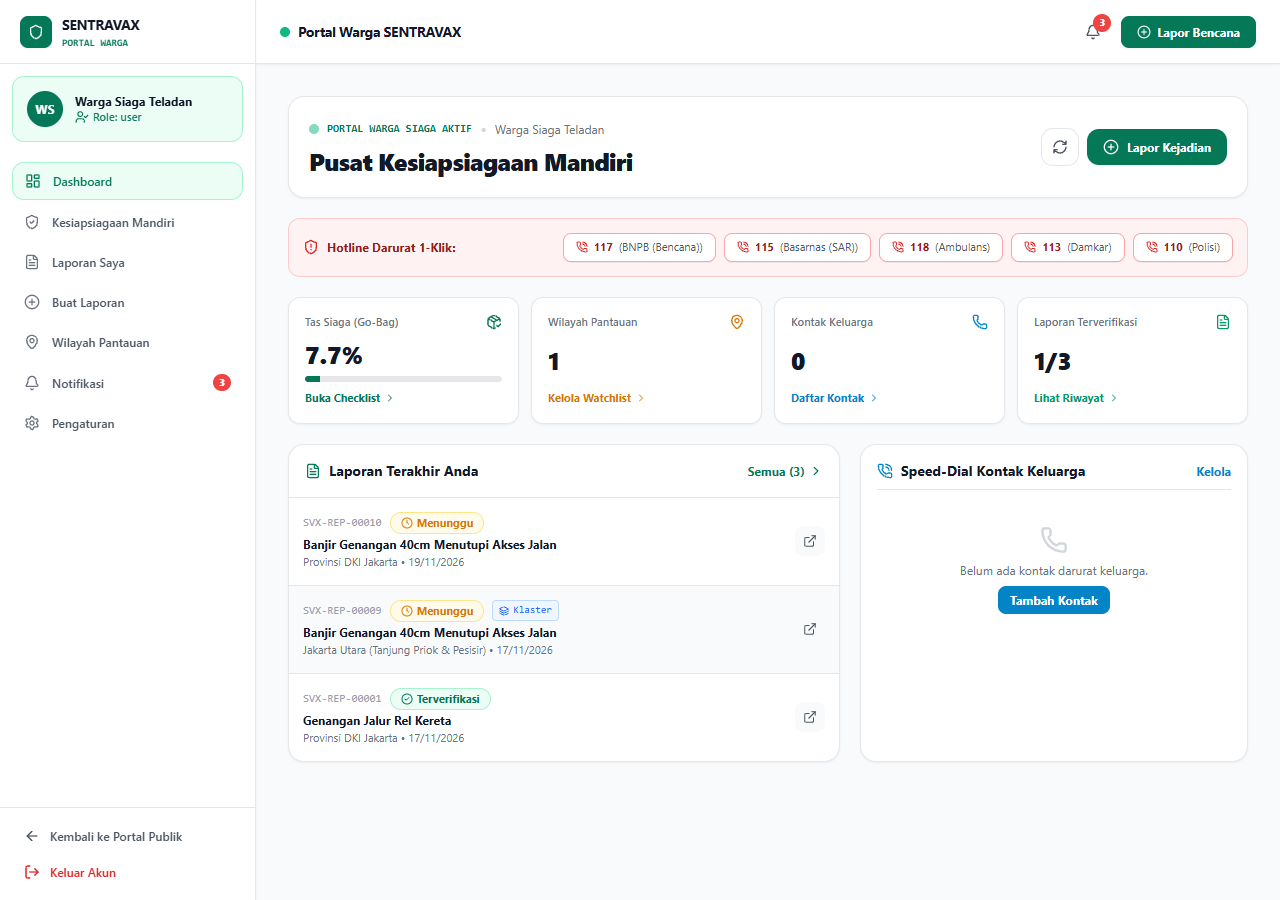 SENTRAVAX
PORTAL WARGA
WS
Warga Siaga Teladan
Role: user
Dashboard
Kesiapsiagaan Mandiri
Laporan Saya
Buat Laporan
Wilayah Pantauan
Notifikasi 3
Pengaturan
Kembali ke Portal Publik
Keluar Akun
Portal Warga SENTRAVAX
3
Lapor Bencana
PORTAL WARGA SIAGA AKTIF • Warga Siaga Teladan
Pusat Kesiapsiagaan Mandiri
Lapor Kejadian
Hotline Darurat 1-Klik:
117 (BNPB (Bencana))
115 (Basarnas (SAR))
118 (Ambulans)
113 (Damkar)
110 (Polisi)
Tas Siaga (Go-Bag)
7.7%
Buka Checklist
Wilayah Pantauan
1
Kelola Watchlist
Kontak Keluarga
0
Daftar Kontak
Laporan Terverifikasi
1/3
Lihat Riwayat
Laporan Terakhir Anda
Semua (3)
SVX-REP-00010 Menunggu
Banjir Genangan 40cm Menutupi Akses Jalan
Provinsi DKI Jakarta • 19/11/2026
SVX-REP-00009 Menunggu Klaster
Banjir Genangan 40cm Menutupi Akses Jalan
Jakarta Utara (Tanjung Priok & Pesisir) • 17/11/2026
SVX-REP-00001 Terverifikasi
Genangan Jalur Rel Kereta
Provinsi DKI Jakarta • 17/11/2026
Speed-Dial Kontak Keluarga
Kelola
Belum ada kontak darurat keluarga.
Tambah Kontak